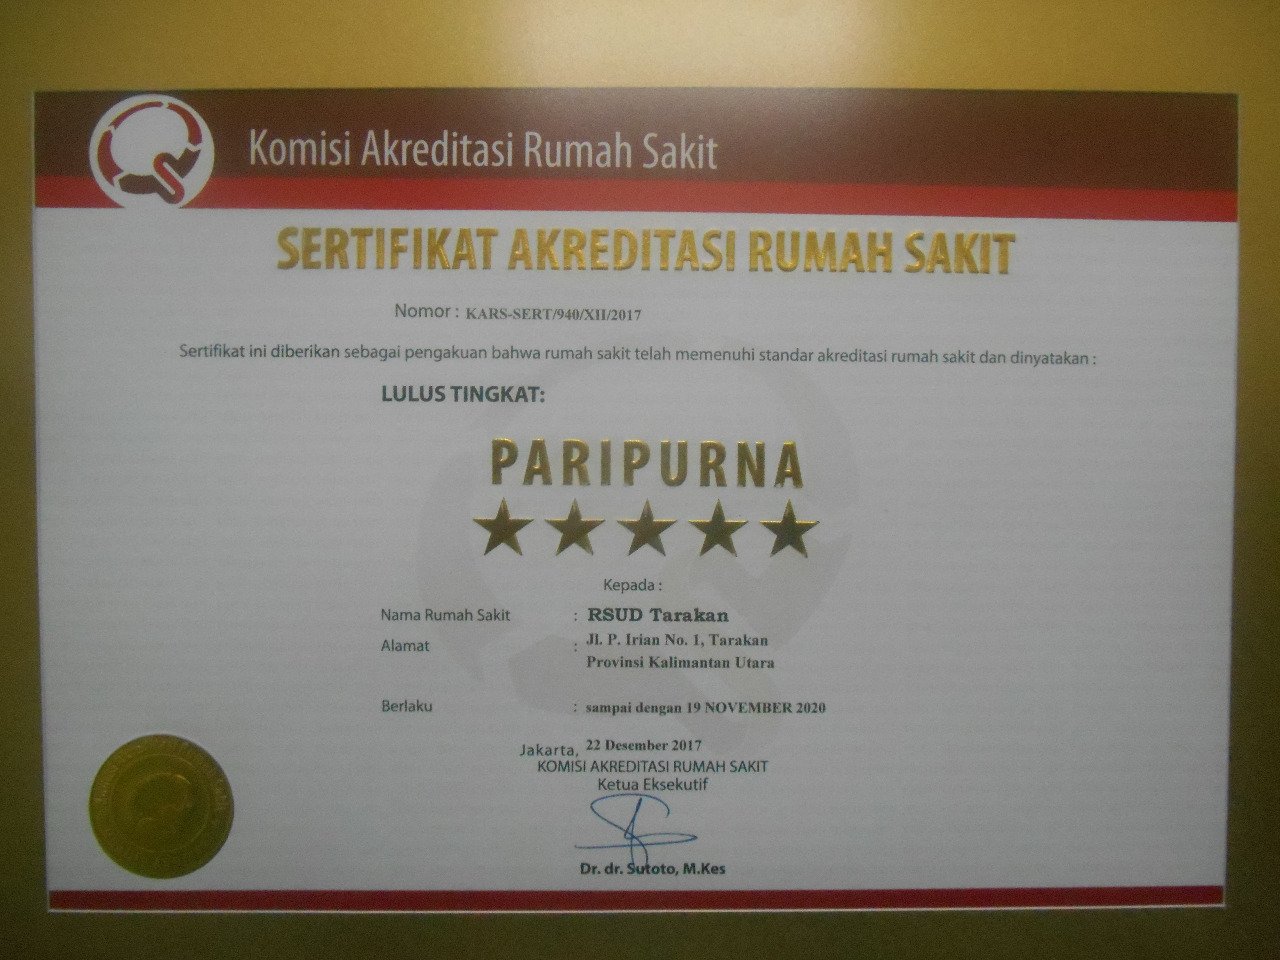 Komisi Akreditasi Rumah Sakit
SERTIFIKAT AKREDITASI RUMAH SAKIT
Nomor : KARS-SERT/940/XII/2017
Sertifikat ini diberikan sebagai pengakuan bahwa rumah sakit telah memenuhi standar akreditasi rumah sakit dan dinyatakan :
LULUS TINGKAT:
PARIPURNA
Kepada :
Nama Rumah Sakit : RSUD Tarakan
Alamat : Jl. P. Irian No. 1, Tarakan
Provinsi Kalimantan Utara
Berlaku : sampai dengan 19 NOVEMBER 2020
Jakarta, 22 Desember 2017
KOMISI AKREDITASI RUMAH SAKIT
Ketua Eksekutif
Dr. dr. Sutoto, M.Kes